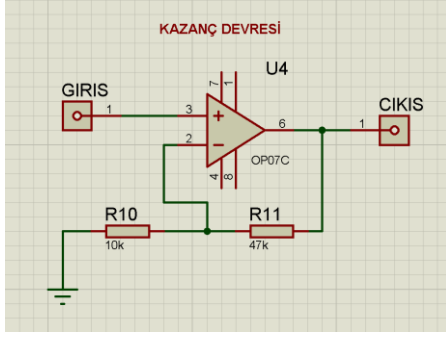 KAZANÇ DEVRESİ
U4
GIRIS
1
3
2
7
1
6
4
8
OP07C
CIKIS
1
R10
10k
R11
47k